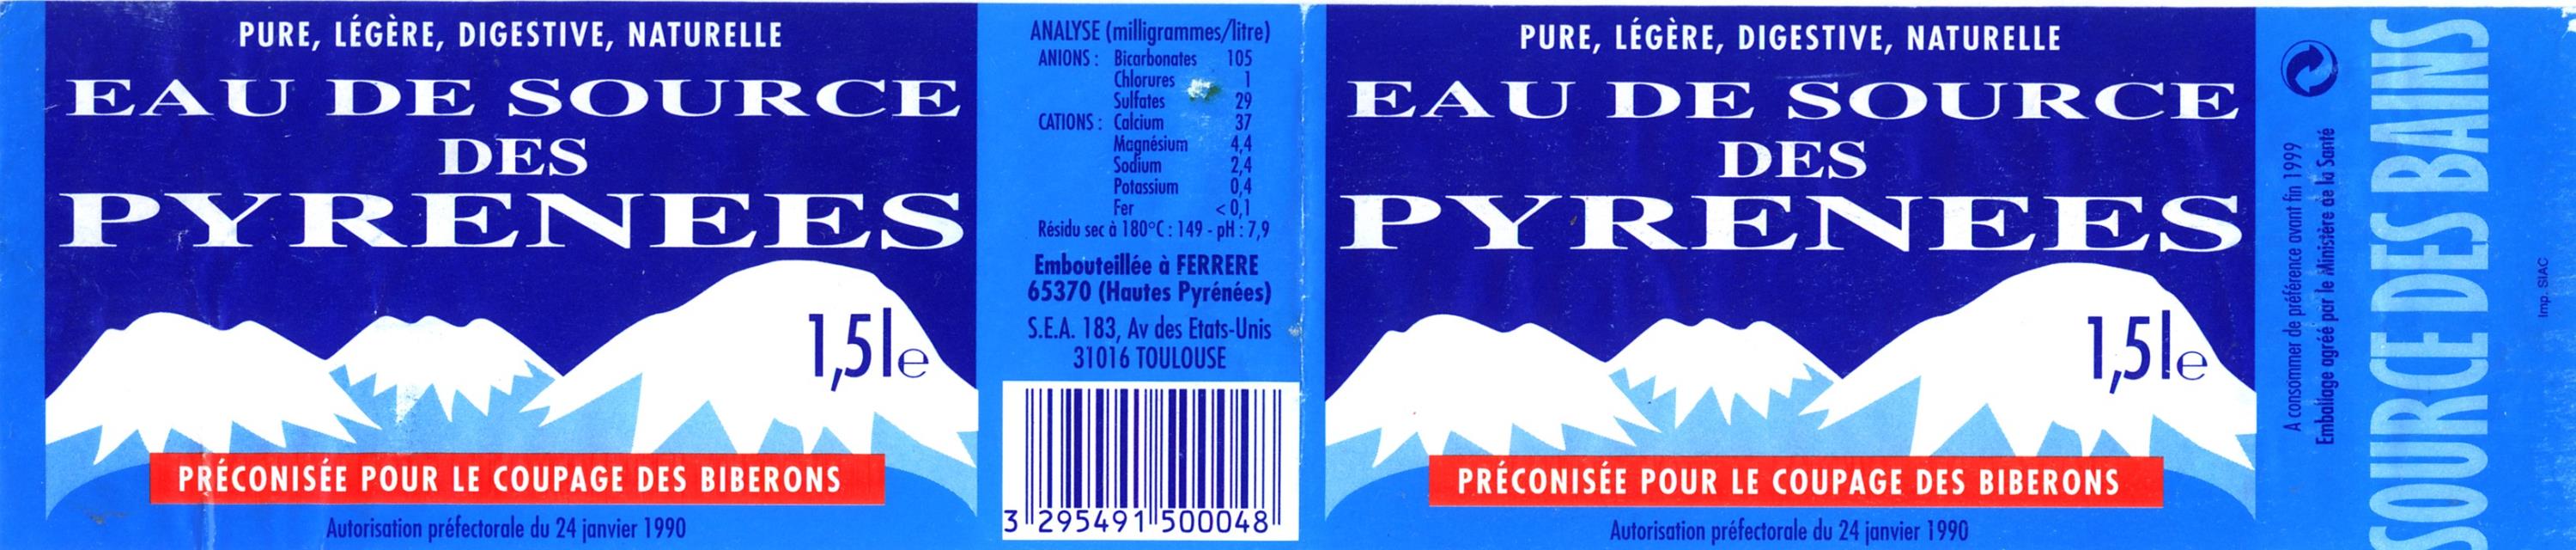 PURE, LÉGÈRE, DIGESTIVE, NATURELLE
EAU DE SOURCE
DES
PYRENEES
1,5l e
PRÉCONISÉE POUR LE COUPAGE DES BIBERONS
Autorisation préfectorale du 24 janvier 1990
ANALYSE (milligrammes/litre)
ANIONS : Bicarbonates 105
Chlorures 1
Sulfates 29
CATIONS : Calcium 37
Magnésium 4,4
Sodium 2,4
Potassium 0,4
Fer < 0,1
Résidu sec à 180°C : 149 - pH : 7,9
Embouteillée à FERRERE
65370 (Hautes Pyrénées)
S.E.A. 183, Av des Etats-Unis
31016 TOULOUSE
3 295491 500048
PURE, LÉGÈRE, DIGESTIVE, NATURELLE
EAU DE SOURCE
DES
PYRENEES
1,5l e
PRÉCONISÉE POUR LE COUPAGE DES BIBERONS
Autorisation préfectorale du 24 janvier 1990
A consommer de préférence avant fin 1999
Emballage agréé par le Ministère de la Santé
SOURCE DES BAINS
Imp. SIAC